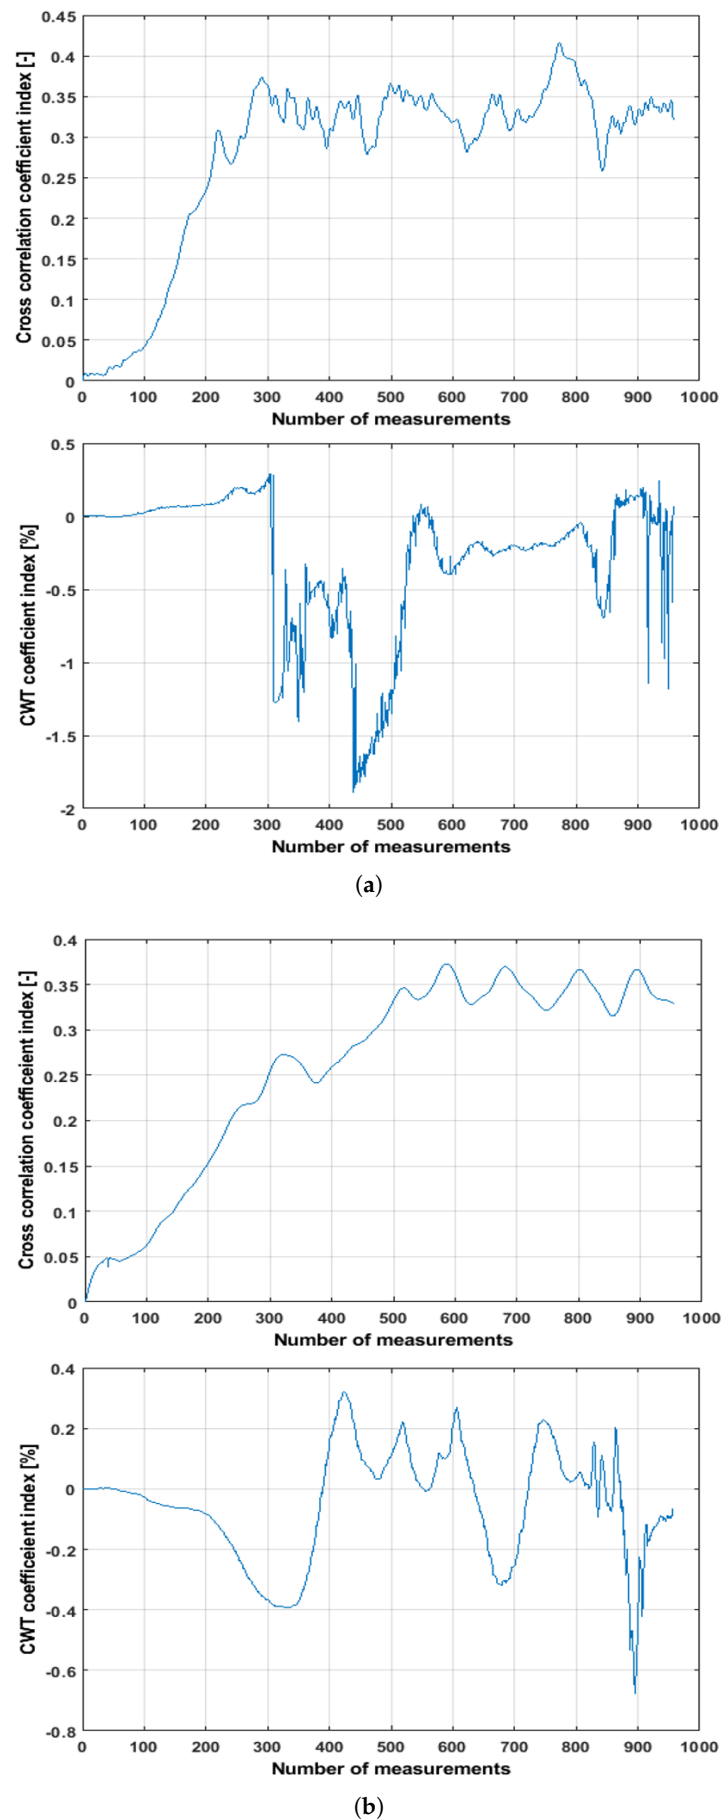 0.45
0.4
0.35
0.3
0.25
0.2
0.15
0.1
0.05
0
Cross correlation coefficient index [-]
0 100 200 300 400 500 600 700 800 900 1000
Number of measurements
0.5
0
-0.5
-1
-1.5
-2
CWT coefficient index [%]
0 100 200 300 400 500 600 700 800 900 1000
Number of measurements
(a)
0.4
0.35
0.3
0.25
0.2
0.15
0.1
0.05
0
Cross correlation coefficeient index [-]
0 100 200 300 400 500 600 700 800 900 1000
Number of measurements
0.4
0.2
0
-0.2
-0.4
-0.6
-0.8
CWT coefficeient index [%]
0 100 200 300 400 500 600 700 800 900 1000
Number of measurements
(b)